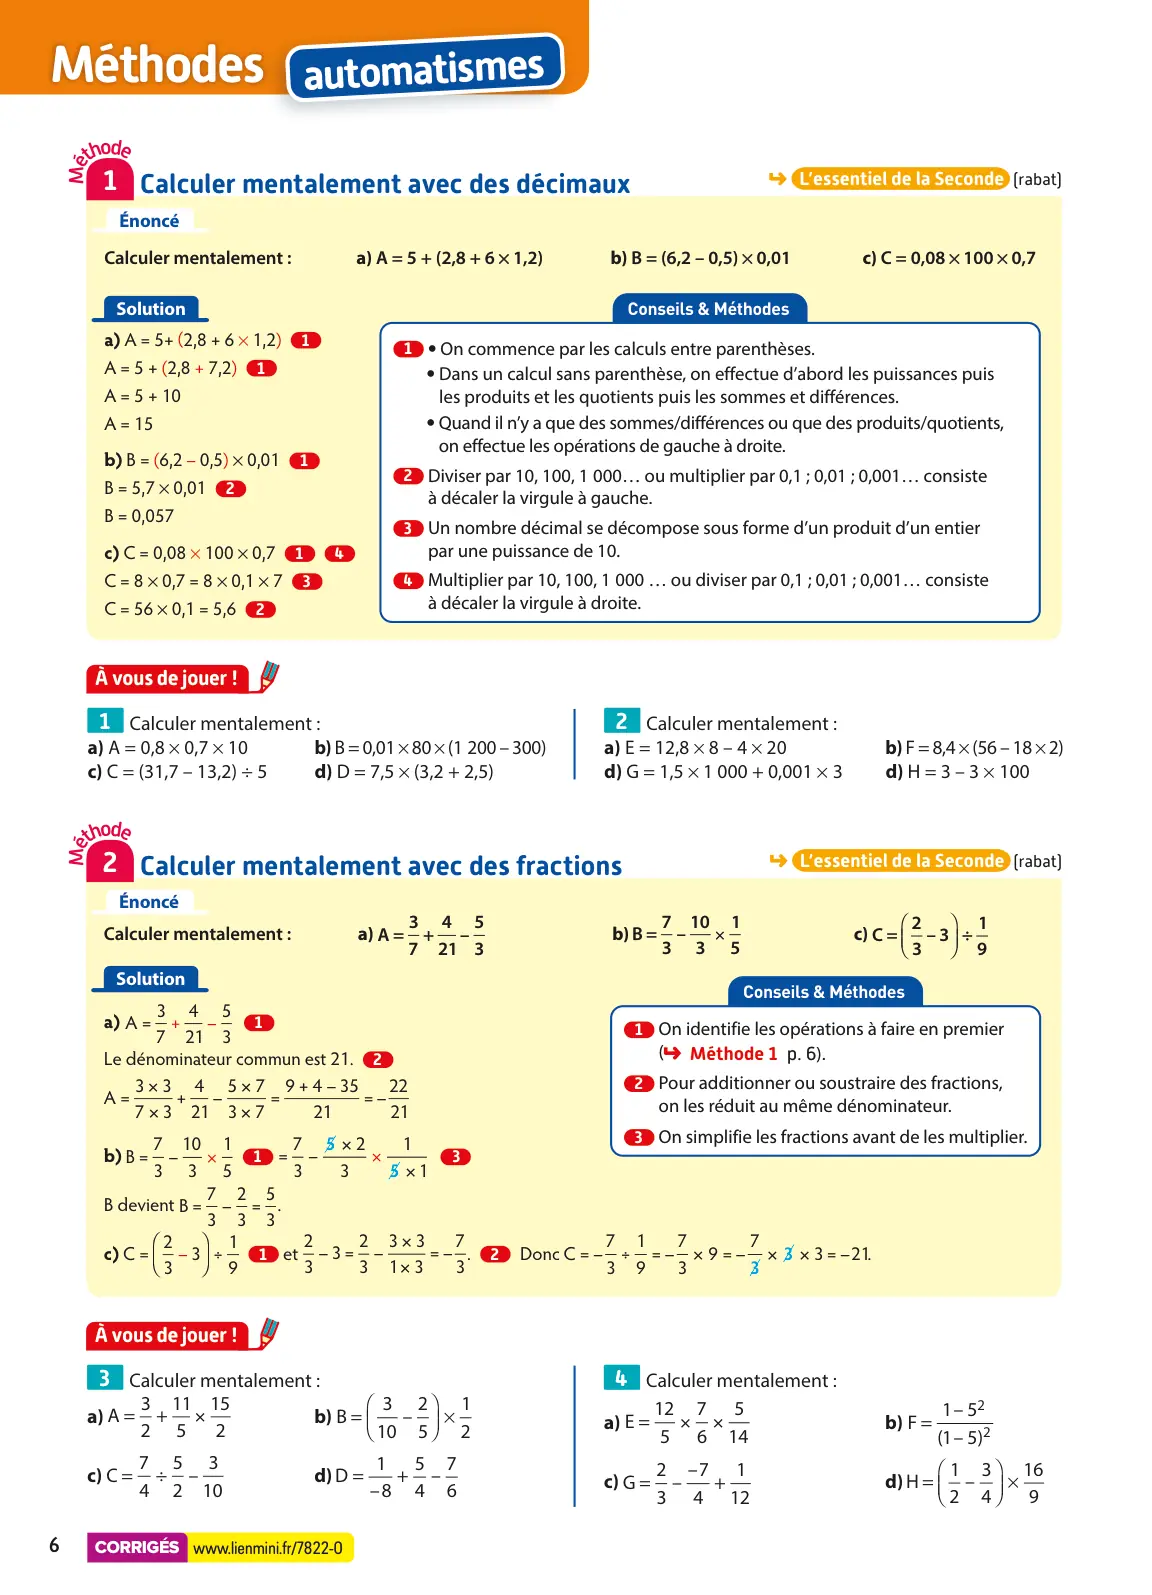 Méthodes automatismes
Méthode
1 Calculer mentalement avec des décimaux
↪ L'essentiel de la Seconde (rabat)
Énoncé
Calculer mentalement : a) A = 5 + (2,8 + 6 × 1,2) b) B = (6,2 – 0,5) × 0,01 c) C = 0,08 × 100 × 0,7
Solution
a) A = 5+ (2,8 + 6 × 1,2) 1
A = 5 + (2,8 + 7,2) 1
A = 5 + 10
A = 15
b) B = (6,2 – 0,5) × 0,01 1
B = 5,7 × 0,01 2
B = 0,057
c) C = 0,08 × 100 × 0,7 1 4
C = 8 × 0,7 = 8 × 0,1 × 7 3
C = 56 × 0,1 = 5,6 2
Conseils & Méthodes
1 • On commence par les calculs entre parenthèses.
• Dans un calcul sans parenthèse, on effectue d'abord les puissances puis
les produits et les quotients puis les sommes et différences.
• Quand il n'y a que des sommes/différences ou que des produits/quotients,
on effectue les opérations de gauche à droite.
2 Diviser par 10, 100, 1 000… ou multiplier par 0,1 ; 0,01 ; 0,001… consiste
à décaler la virgule à gauche.
3 Un nombre décimal se décompose sous forme d'un produit d'un entier
par une puissance de 10.
4 Multiplier par 10, 100, 1 000 … ou diviser par 0,1 ; 0,01 ; 0,001… consiste
à décaler la virgule à droite.
À vous de jouer !
1 Calculer mentalement :
a) A = 0,8 × 0,7 × 10 b) B = 0,01 × 80 × (1 200 – 300)
c) C = (31,7 – 13,2) ÷ 5 d) D = 7,5 × (3,2 + 2,5)
2 Calculer mentalement :
a) E = 12,8 × 8 – 4 × 20 b) F = 8,4 × (56 – 18 × 2)
d) G = 1,5 × 1 000 + 0,001 × 3 d) H = 3 – 3 × 100
Méthode
2 Calculer mentalement avec des fractions
↪ L'essentiel de la Seconde (rabat)
Énoncé
Calculer mentalement : a) A = 3/7 + 4/21 – 5/3 b) B = 7/3 – 10/3 × 1/5 c) C = (2/3 – 3) ÷ 1/9
Solution
a) A = 3/7 + 4/21 – 5/3 1
Le dénominateur commun est 21. 2
A = (3 × 3)/(7 × 3) + 4/21 – (5 × 7)/(3 × 7) = (9 + 4 – 35)/21 = – 22/21
b) B = 7/3 – 10/3 × 1/5 1 = 7/3 – (5 × 2)/3 × 1/(5 × 1) 3
B devient B = 7/3 – 2/3 = 5/3.
c) C = (2/3 – 3) ÷ 1/9 1 et 2/3 – 3 = 2/3 – (3 × 3)/(1 × 3) = – 7/3. 2 Donc C = – 7/3 ÷ 1/9 = – 7/3 × 9 = – 7/3 × 3 × 3 = – 21.
Conseils & Méthodes
1 On identifie les opérations à faire en premier
(↪ Méthode 1 p. 6).
2 Pour additionner ou soustraire des fractions,
on les réduit au même dénominateur.
3 On simplifie les fractions avant de les multiplier.
À vous de jouer !
3 Calculer mentalement :
a) A = 3/2 + 11/5 × 15/2 b) B = (3/10 – 2/5) × 1/2
c) C = 7/4 ÷ 5/2 – 3/10 d) D = 1/–8 + 5/4 – 7/6
4 Calculer mentalement :
a) E = 12/5 × 7/6 × 5/14 b) F = (1 – 5²)/(1 – 5)²
c) G = 2/3 – –7/4 + 1/12 d) H = (1/2 – 3/4) × 16/9
6 CORRIGÉS www.lienmini.fr/7822-0